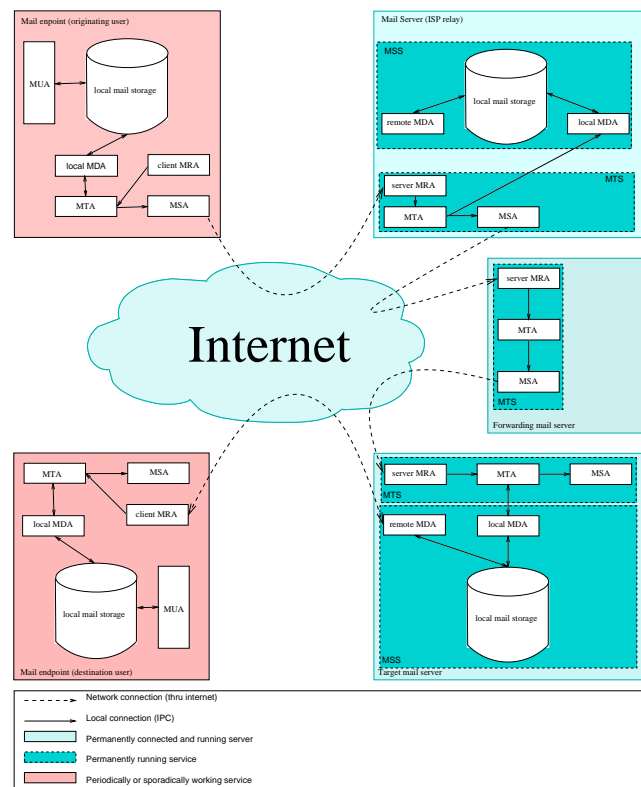 Mail enpoint (originating user)
MUA
local mail storage
local MDA
client MRA
MTA
MSA
Mail Server (ISP relay)
MSS
local mail storage
remote MDA
local MDA
MTS
server MRA
MTA
MSA
Internet
server MRA
MTA
MSA
MTS
Forwarding mail server
MTA
MSA
client MRA
local MDA
local mail storage
MUA
Mail endpoint (destination user)
server MRA
MTA
MSA
MTS
remote MDA
local MDA
local mail storage
MSS
Target mail server
Network connection (thru internet)
Local connection (IPC)
Permanently connected and running server
Permanently running service
Periodically or sporadically working service